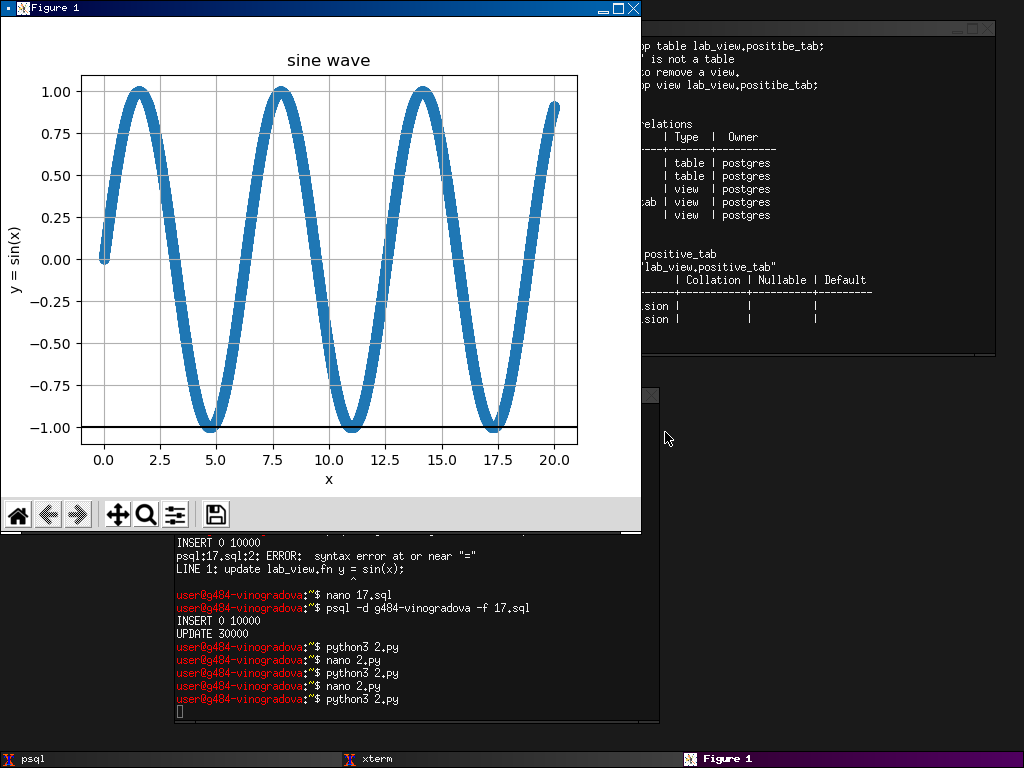 Figure 1
sine wave
1.00
0.75
0.50
0.25
0.00
−0.25
−0.50
−0.75
−1.00
y = sin(x)
0.0 2.5 5.0 7.5 10.0 12.5 15.0 17.5 20.0
x
table lab_view.positibe_tab;
is not a table
to remove a view.
view lab_view.positibe_tab;
elations
| Type | Owner
-+-------+----------
| table | postgres
| table | postgres
| view | postgres
ab | view | postgres
| view | postgres
positive_tab
"lab_view.positive_tab"
| Collation | Nullable | Default
-+-----------+----------+---------
sion | | |
sion | | |
INSERT 0 10000
psql:17.sql:2: ERROR:  syntax error at or near "="
LINE 1: update lab_view.fn y = sin(x);
^
user@g484-vinogradova:~$ nano 17.sql
user@g484-vinogradova:~$ psql -d g484-vinogradova -f 17.sql
INSERT 0 10000
UPDATE 30000
user@g484-vinogradova:~$ python3 2.py
user@g484-vinogradova:~$ nano 2.py
user@g484-vinogradova:~$ python3 2.py
user@g484-vinogradova:~$ nano 2.py
user@g484-vinogradova:~$ python3 2.py
psql xterm Figure 1